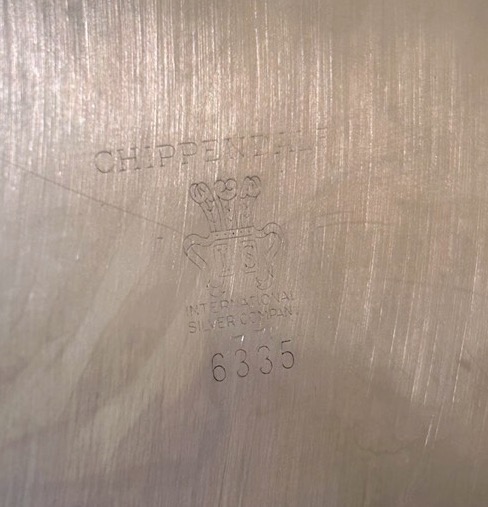 CHIPPENDALE
I S
INTERNATIONAL
SILVER COMPANY
6335